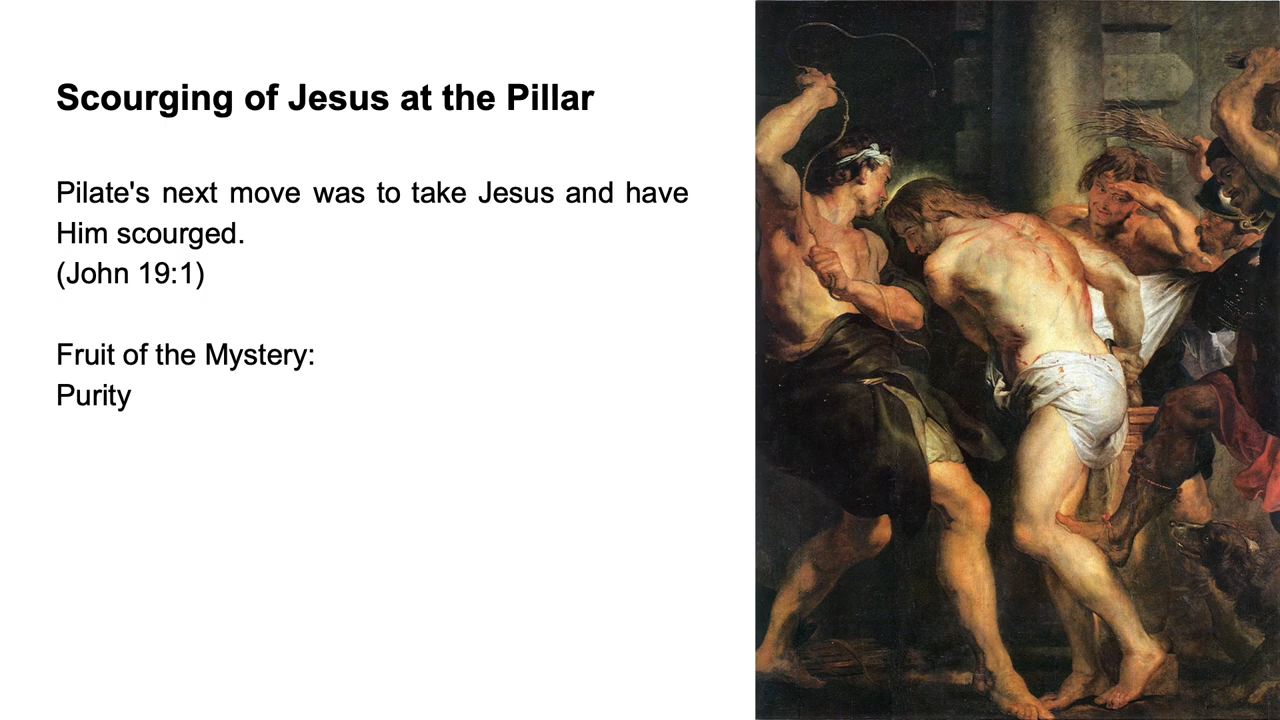 Scourging of Jesus at the Pillar
Pilate's next move was to take Jesus and have
Him scourged.
(John 19:1)
Fruit of the Mystery:
Purity